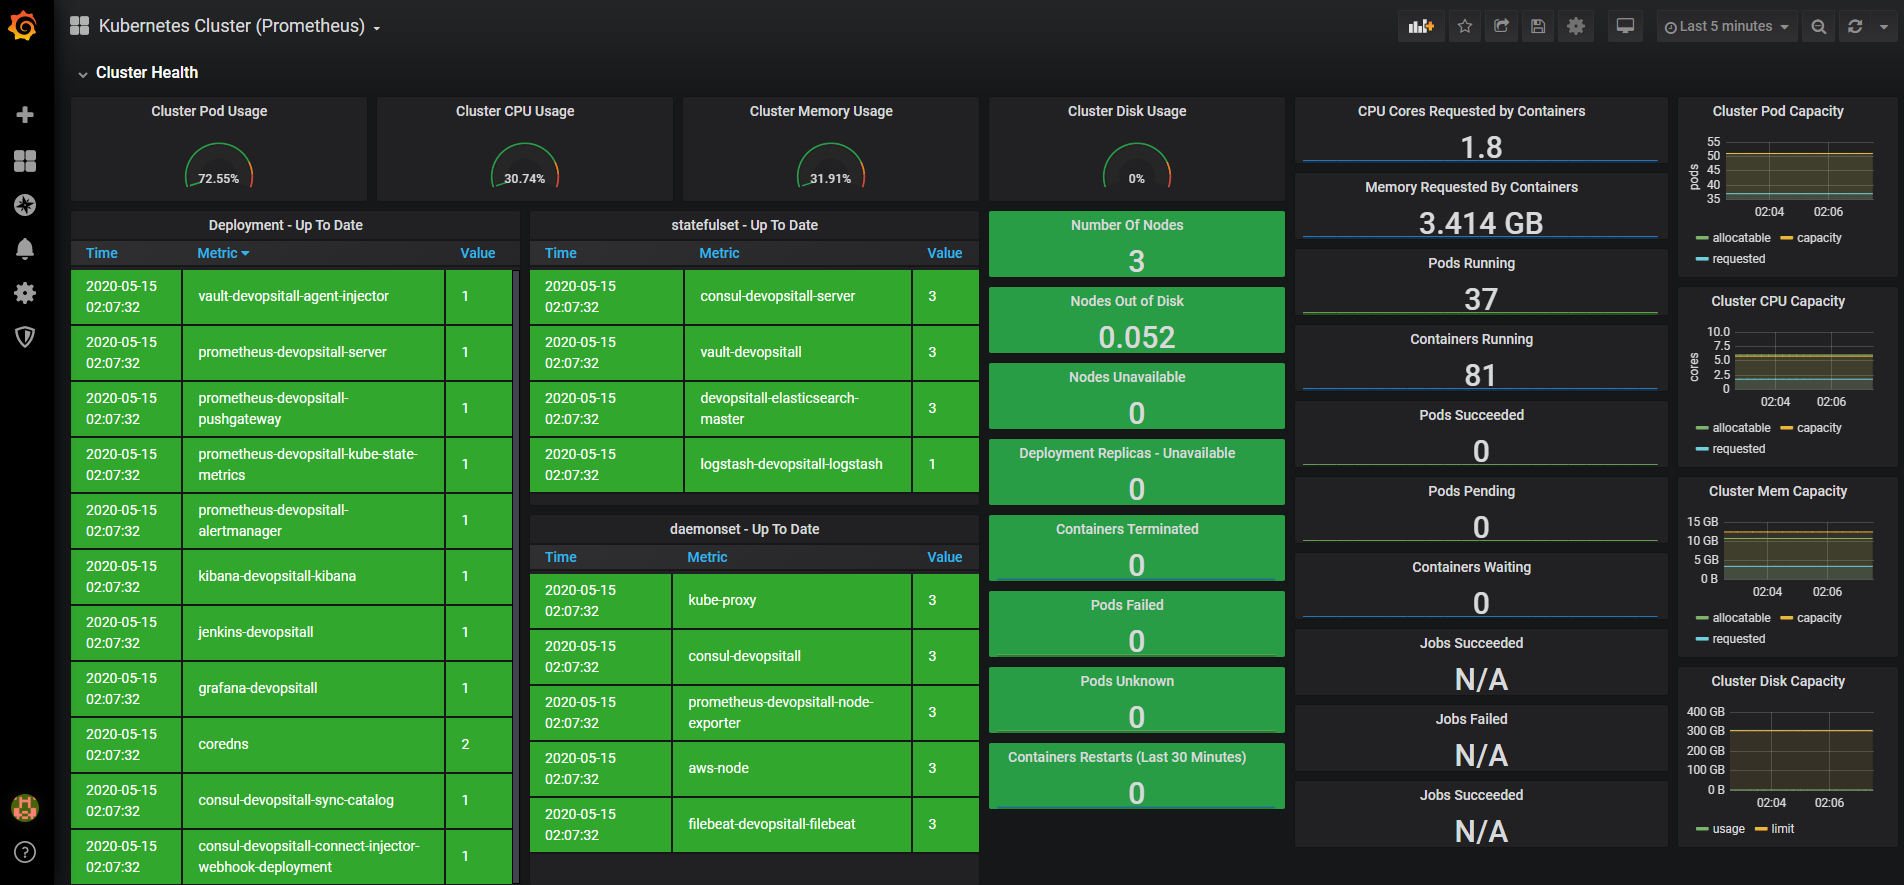 Kubernetes Cluster (Prometheus)
Last 5 minutes
Cluster Health
Cluster Pod Usage
72.55%
Cluster CPU Usage
30.74%
Cluster Memory Usage
31.91%
Cluster Disk Usage
0%
Deployment - Up To Date
Time Metric Value
2020-05-15
02:07:32
vault-devopsitall-agent-injector
1
2020-05-15
02:07:32
prometheus-devopsitall-server
1
2020-05-15
02:07:32
prometheus-devopsitall-
pushgateway
1
2020-05-15
02:07:32
prometheus-devopsitall-kube-state-
metrics
1
2020-05-15
02:07:32
prometheus-devopsitall-
alertmanager
1
2020-05-15
02:07:32
kibana-devopsitall-kibana
1
2020-05-15
02:07:32
jenkins-devopsitall
1
2020-05-15
02:07:32
grafana-devopsitall
1
2020-05-15
02:07:32
coredns
2
2020-05-15
02:07:32
consul-devopsitall-sync-catalog
1
2020-05-15
02:07:32
consul-devopsitall-connect-injector-
webhook-deployment
1
statefulset - Up To Date
Time Metric Value
2020-05-15
02:07:32
consul-devopsitall-server
3
2020-05-15
02:07:32
vault-devopsitall
3
2020-05-15
02:07:32
devopsitall-elasticsearch-
master
3
2020-05-15
02:07:32
logstash-devopsitall-logstash
1
daemonset - Up To Date
Time Metric Value
2020-05-15
02:07:32
kube-proxy
3
2020-05-15
02:07:32
consul-devopsitall
3
2020-05-15
02:07:32
prometheus-devopsitall-node-
exporter
3
2020-05-15
02:07:32
aws-node
3
2020-05-15
02:07:32
filebeat-devopsitall-filebeat
3
Number Of Nodes
3
Nodes Out of Disk
0.052
Nodes Unavailable
0
Deployment Replicas - Unavailable
0
Containers Terminated
0
Pods Failed
0
Pods Unknown
0
Containers Restarts (Last 30 Minutes)
0
CPU Cores Requested by Containers
1.8
Memory Requested By Containers
3.414 GB
Pods Running
37
Containers Running
81
Pods Succeeded
0
Pods Pending
0
Containers Waiting
0
Jobs Succeeded
N/A
Jobs Failed
N/A
Jobs Succeeded
N/A
Cluster Pod Capacity
pods
55
50
45
40
35
02:04 02:06
allocatable capacity
requested
Cluster CPU Capacity
cores
10.0
7.5
5.0
2.5
0
02:04 02:06
allocatable capacity
requested
Cluster Mem Capacity
15 GB
10 GB
5 GB
0 B
02:04 02:06
allocatable capacity
requested
Cluster Disk Capacity
400 GB
300 GB
200 GB
100 GB
0 B
02:04 02:06
usage limit